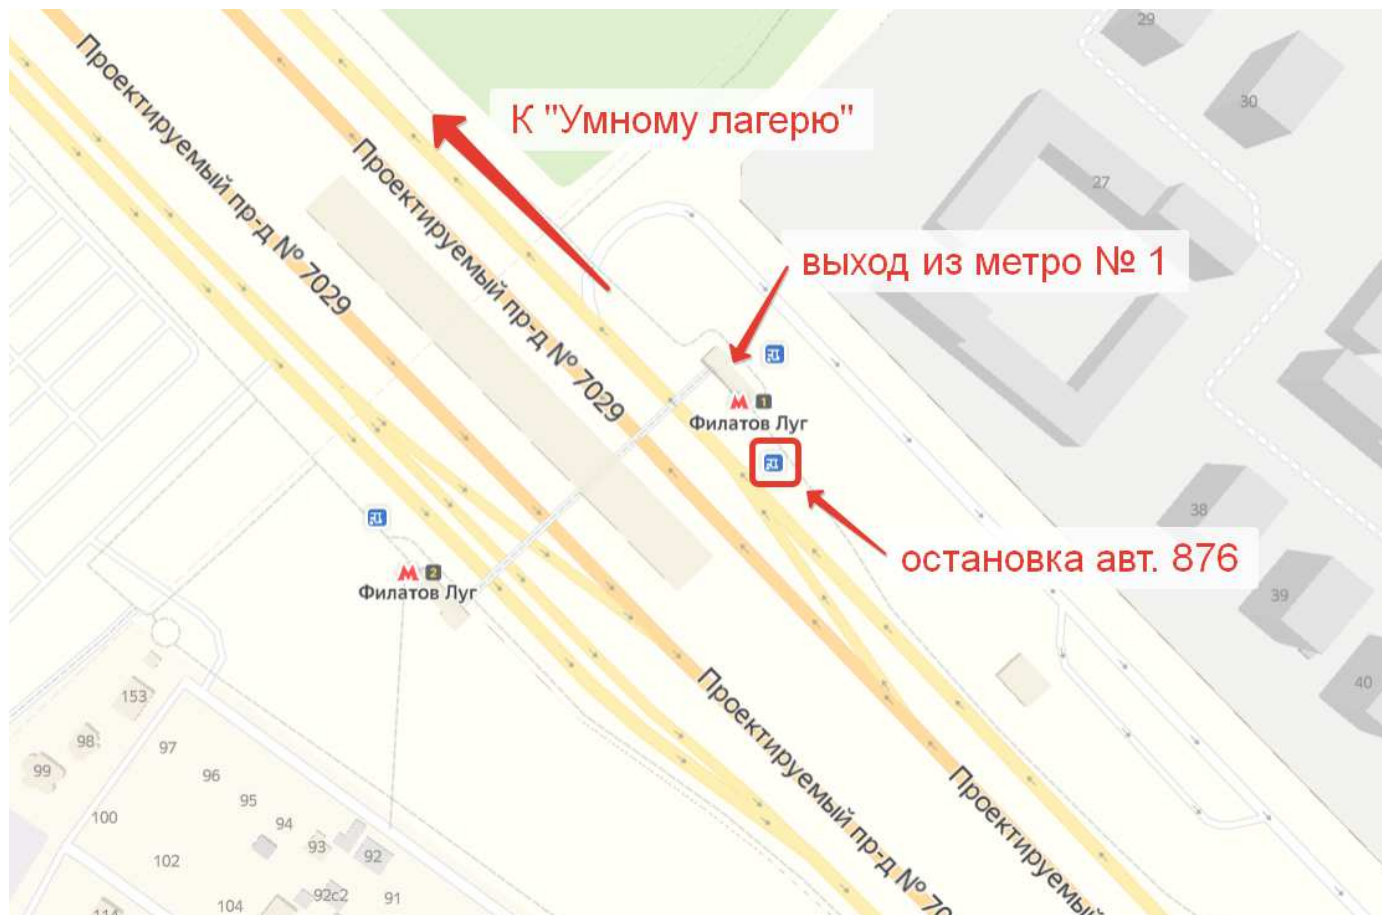 29
30
К "Умному лагерю"
27
Проектируемый пр-д № 7029
Проектируемый пр-д № 7029
выход из метро № 1
1
Филатов Луг
38
остановка авт. 876
2
Филатов Луг
39
40
153
98
97
99
96
95
100
94
93
92
102
92с2
91
104
Проектируемый пр-д № 70
Проектируемый